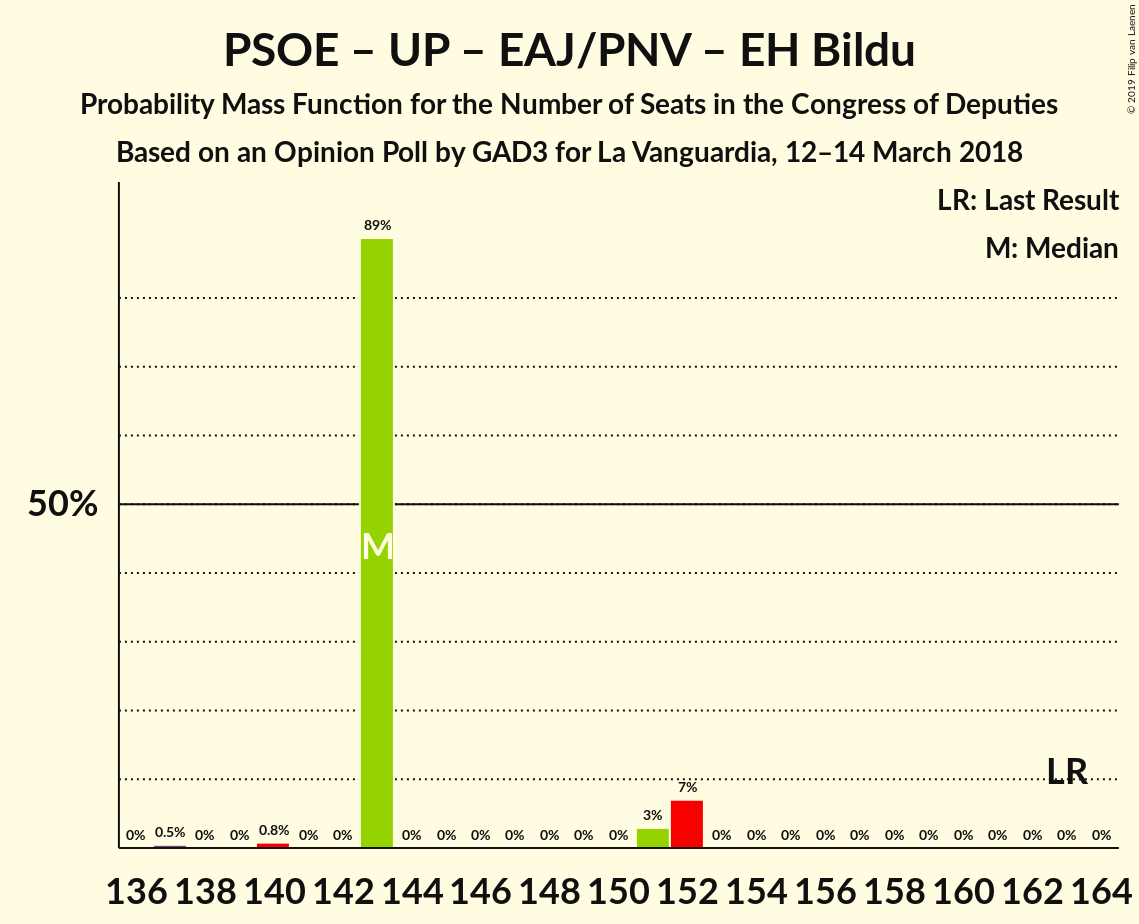 PSOE – UP – EAJ/PNV – EH Bildu
Probability Mass Function for the Number of Seats in the Congress of Deputies
Based on an Opinion Poll by GAD3 for La Vanguardia, 12–14 March 2018
© 2019 Filip van Laenen
LR: Last Result
M: Median
89%
50%
M
LR
0% 0.5% 0% 0% 0.8% 0% 0% 0% 0% 0% 0% 0% 0% 0% 3% 7% 0% 0% 0% 0% 0% 0% 0% 0% 0% 0% 0% 0%
136 138 140 142 144 146 148 150 152 154 156 158 160 162 164